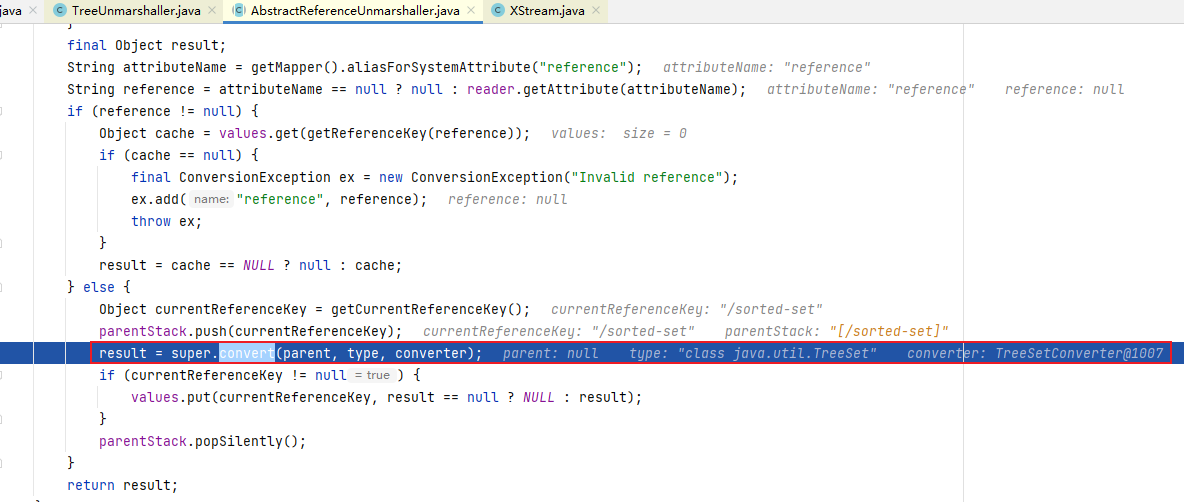 java × TreeUnmarshaller.java × AbstractReferenceUnmarshaller.java × XStream.java ×
}
final Object result;
String attributeName = getMapper().aliasForSystemAttribute("reference"); attributeName: "reference"
String reference = attributeName == null ? null : reader.getAttribute(attributeName); attributeName: "reference" reference: null
if (reference != null) {
Object cache = values.get(getReferenceKey(reference)); values: size = 0
if (cache == null) {
final ConversionException ex = new ConversionException("Invalid reference");
ex.add( name: "reference", reference); reference: null
throw ex;
}
result = cache == NULL ? null : cache;
} else {
Object currentReferenceKey = getCurrentReferenceKey(); currentReferenceKey: "/sorted-set"
parentStack.push(currentReferenceKey); currentReferenceKey: "/sorted-set" parentStack: "[/sorted-set]"
result = super.convert(parent, type, converter); parent: null type: "class java.util.TreeSet" converter: TreeSetConverter@1007
if (currentReferenceKey != null = true ) {
values.put(currentReferenceKey, result == null ? NULL : result);
}
parentStack.popSilently();
}
return result;